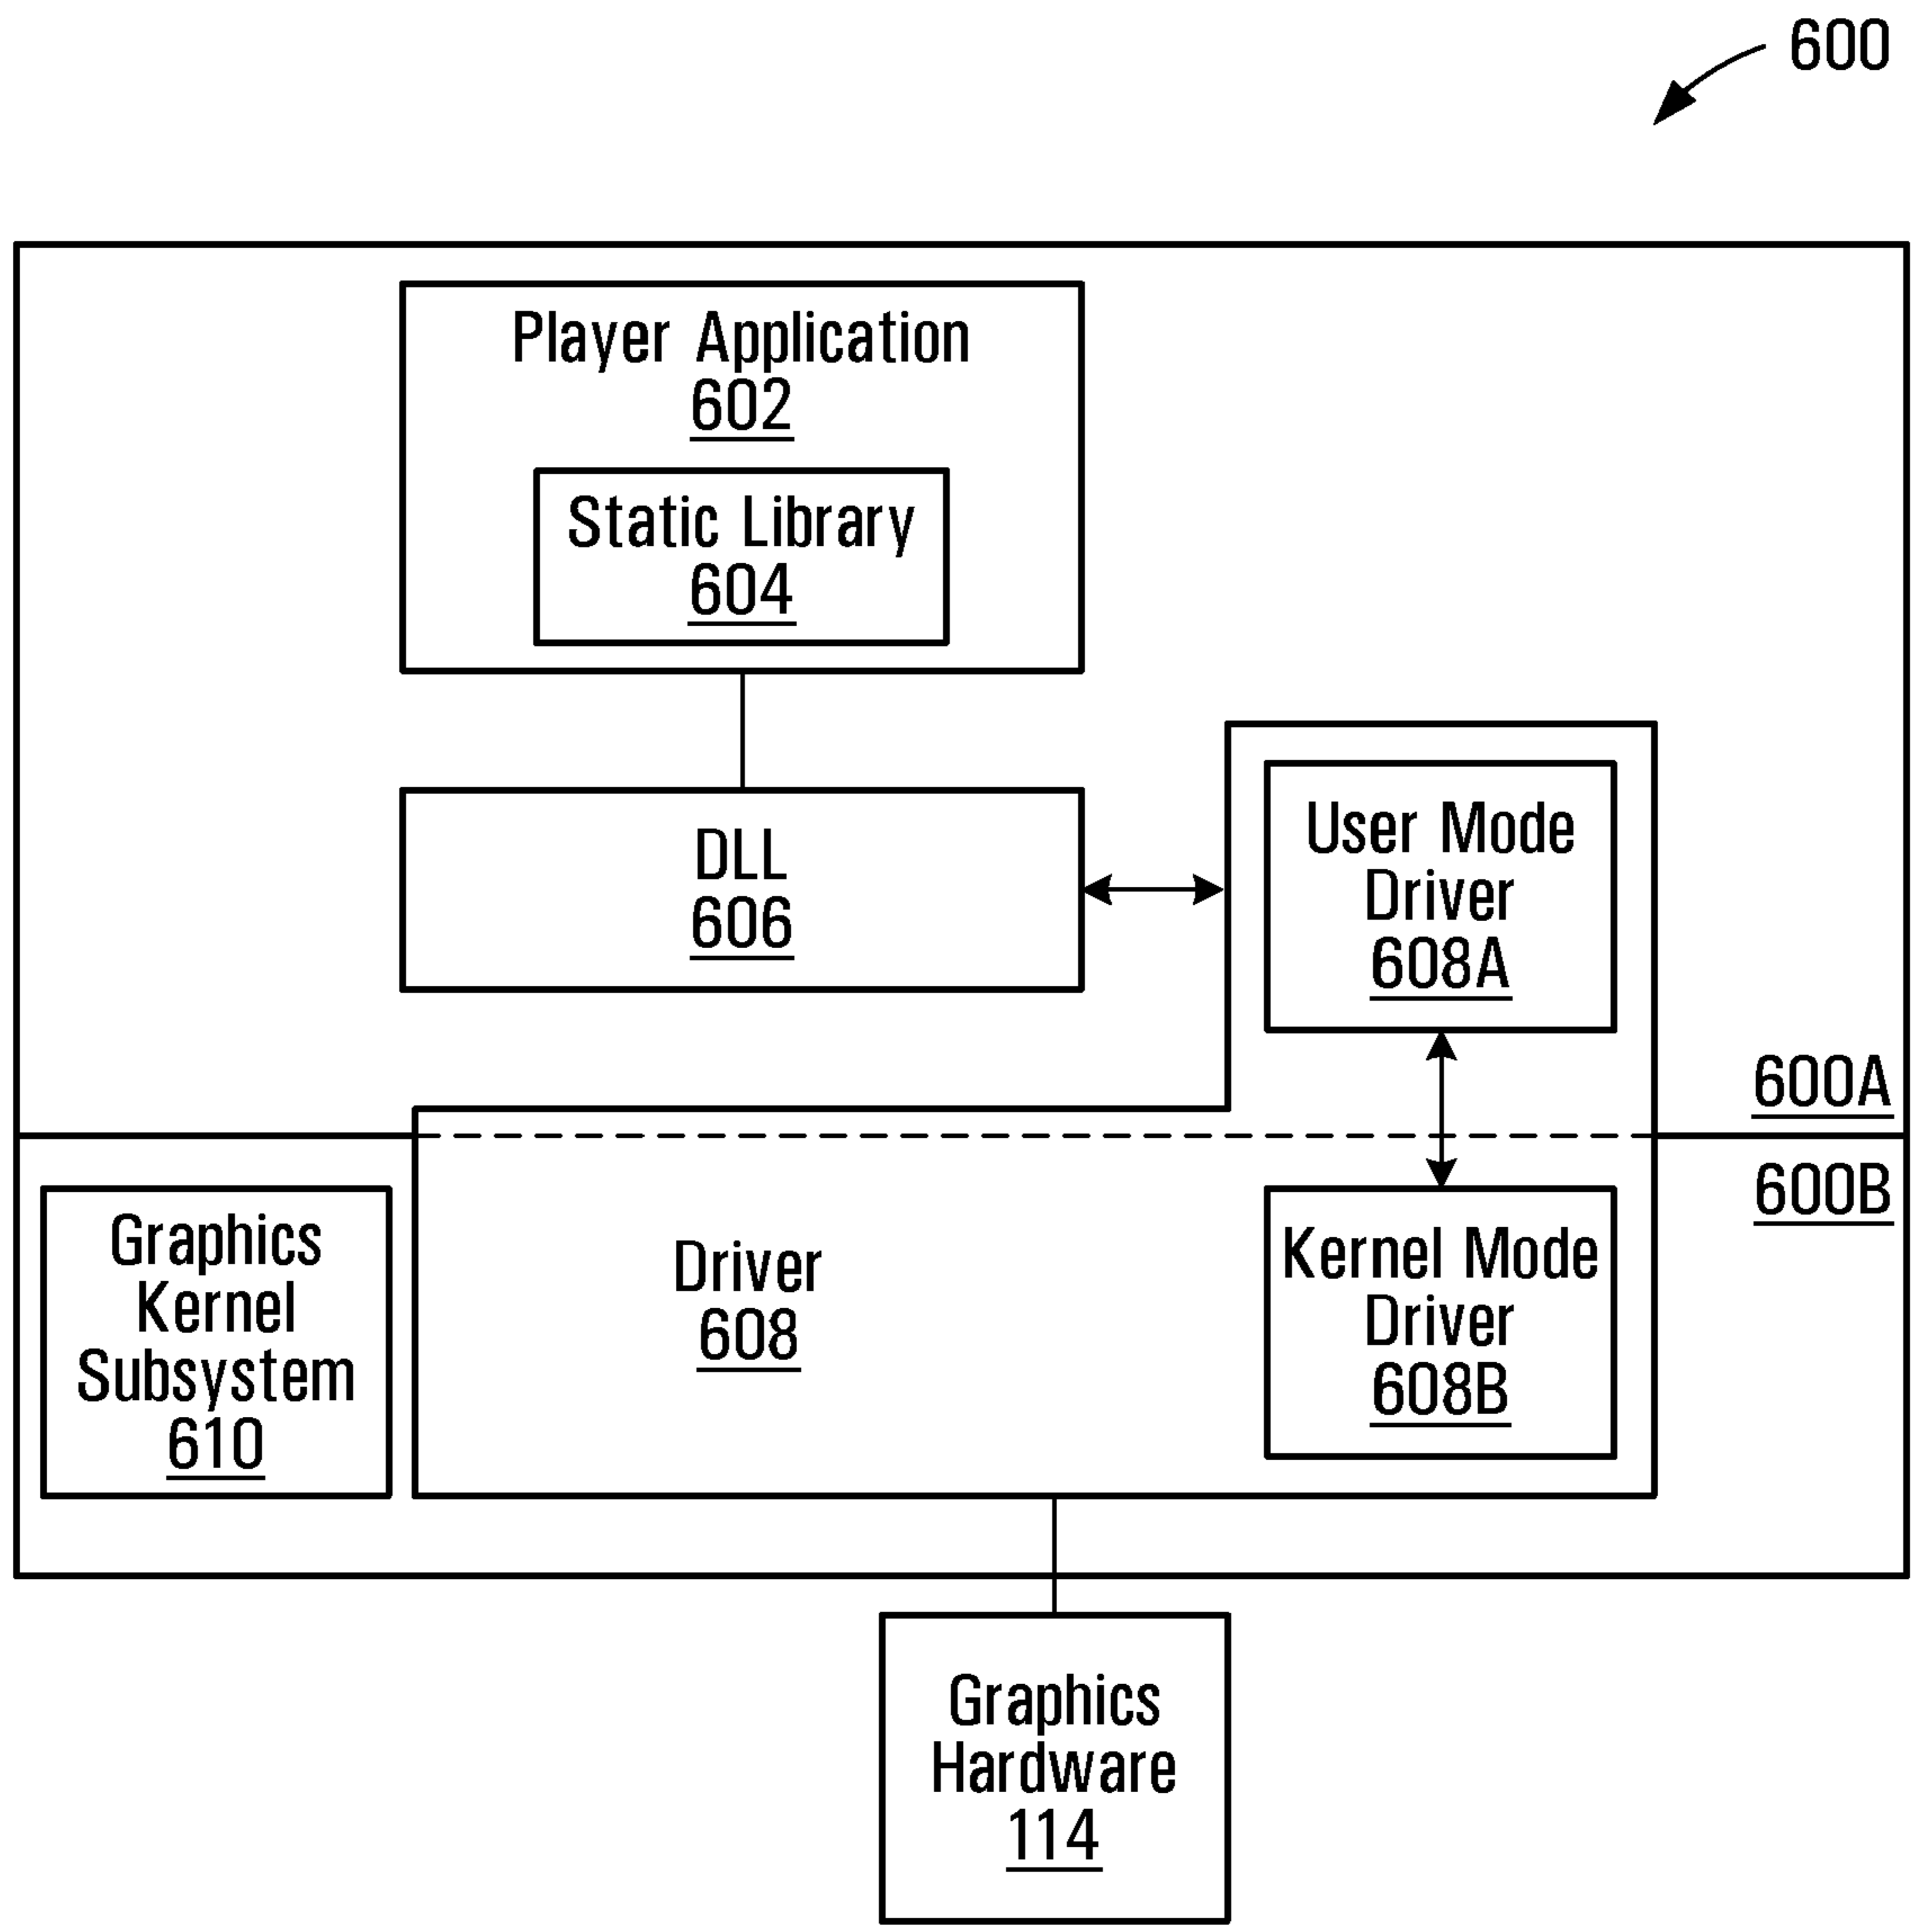 600
Player Application
602
Static Library
604
DLL
606
User Mode
Driver
608A
600A
600B
Graphics
Kernel
Subsystem
610
Driver
608
Kernel Mode
Driver
608B
Graphics
Hardware
114